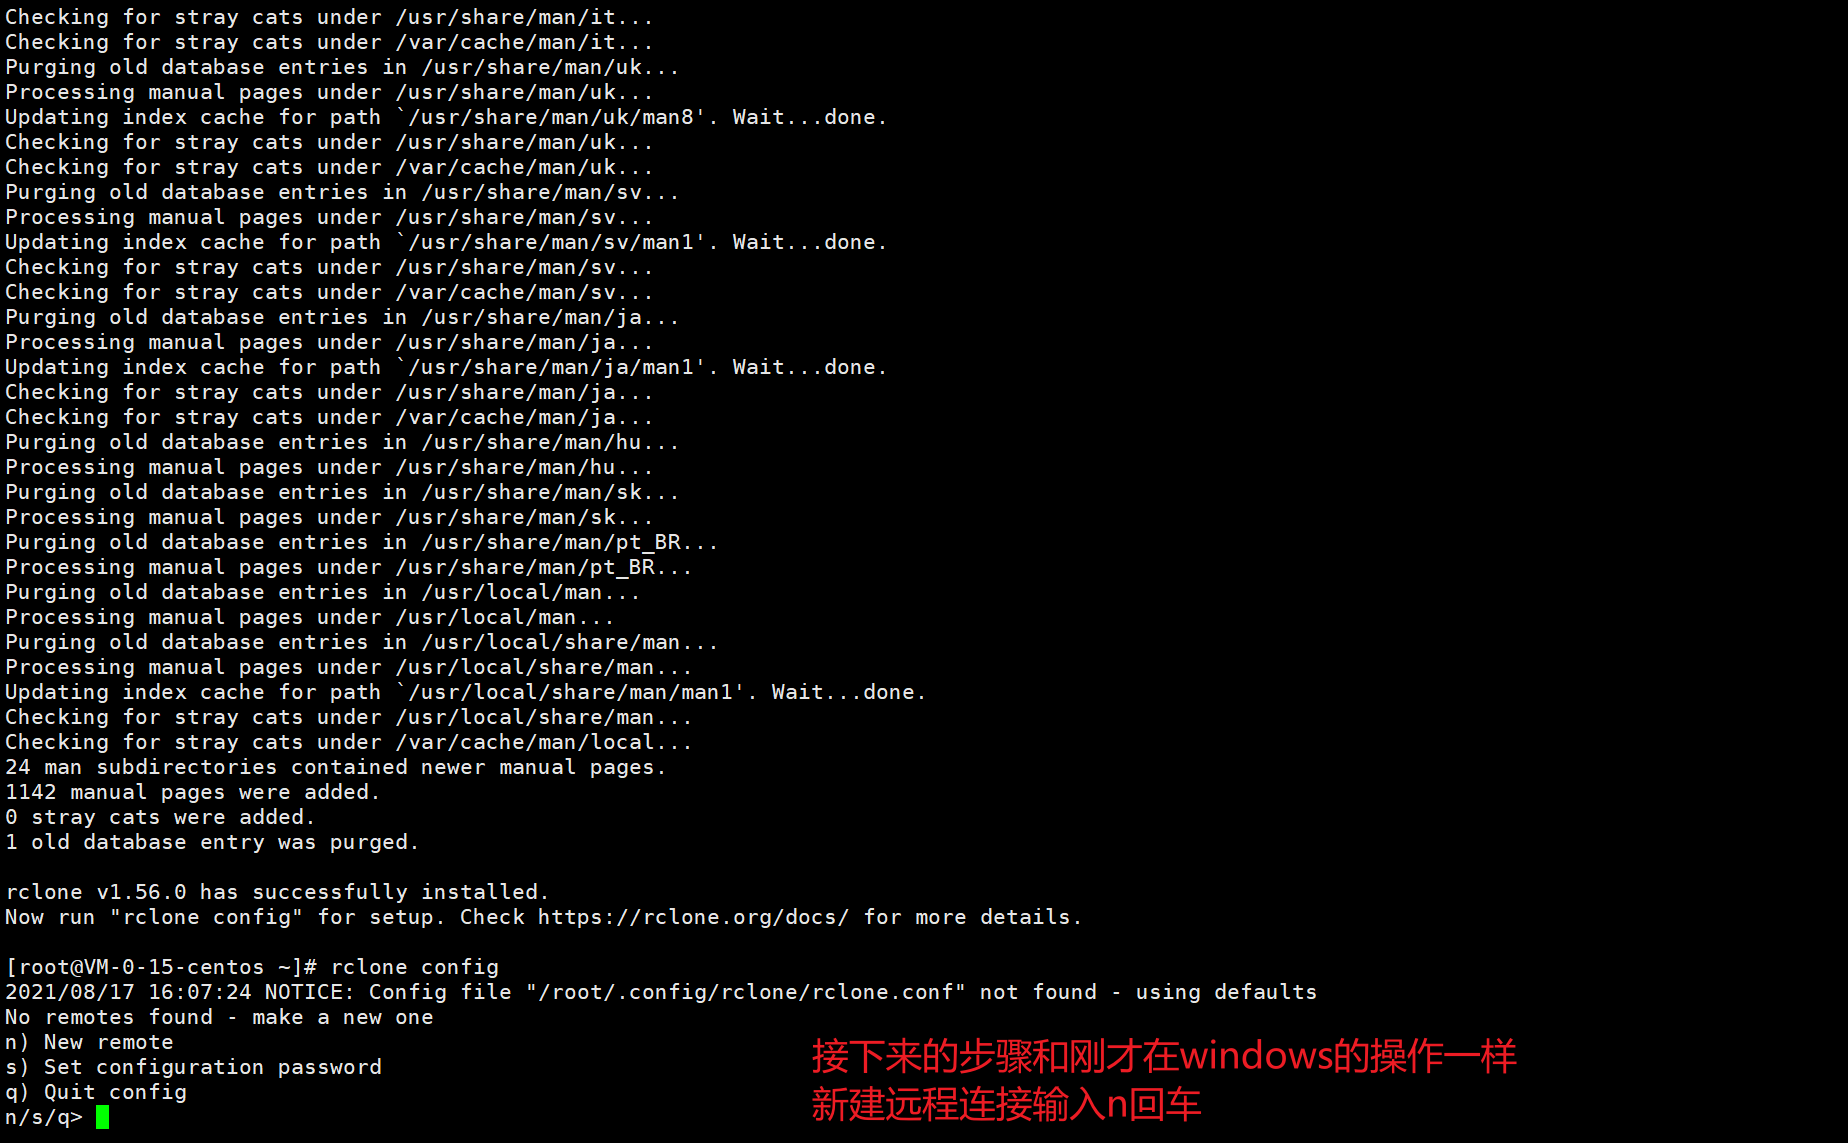 Checking for stray cats under /usr/share/man/it...
Checking for stray cats under /var/cache/man/it...
Purging old database entries in /usr/share/man/uk...
Processing manual pages under /usr/share/man/uk...
Updating index cache for path `/usr/share/man/uk/man8'. Wait...done.
Checking for stray cats under /usr/share/man/uk...
Checking for stray cats under /var/cache/man/uk...
Purging old database entries in /usr/share/man/sv...
Processing manual pages under /usr/share/man/sv...
Updating index cache for path `/usr/share/man/sv/man1'. Wait...done.
Checking for stray cats under /usr/share/man/sv...
Checking for stray cats under /var/cache/man/sv...
Purging old database entries in /usr/share/man/ja...
Processing manual pages under /usr/share/man/ja...
Updating index cache for path `/usr/share/man/ja/man1'. Wait...done.
Checking for stray cats under /usr/share/man/ja...
Checking for stray cats under /var/cache/man/ja...
Purging old database entries in /usr/share/man/hu...
Processing manual pages under /usr/share/man/hu...
Purging old database entries in /usr/share/man/sk...
Processing manual pages under /usr/share/man/sk...
Purging old database entries in /usr/share/man/pt_BR...
Processing manual pages under /usr/share/man/pt_BR...
Purging old database entries in /usr/local/man...
Processing manual pages under /usr/local/man...
Purging old database entries in /usr/local/share/man...
Processing manual pages under /usr/local/share/man...
Updating index cache for path `/usr/local/share/man/man1'. Wait...done.
Checking for stray cats under /usr/local/share/man...
Checking for stray cats under /var/cache/man/local...
24 man subdirectories contained newer manual pages.
1142 manual pages were added.
0 stray cats were added.
1 old database entry was purged.
rclone v1.56.0 has successfully installed.
Now run "rclone config" for setup. Check https://rclone.org/docs/ for more details.
[root@VM-0-15-centos ~]# rclone config
2021/08/17 16:07:24 NOTICE: Config file "/root/.config/rclone/rclone.conf" not found - using defaults
No remotes found - make a new one
n) New remote
s) Set configuration password
q) Quit config
n/s/q>
接下来的步骤和刚才在windows的操作一样
新建远程连接输入n回车